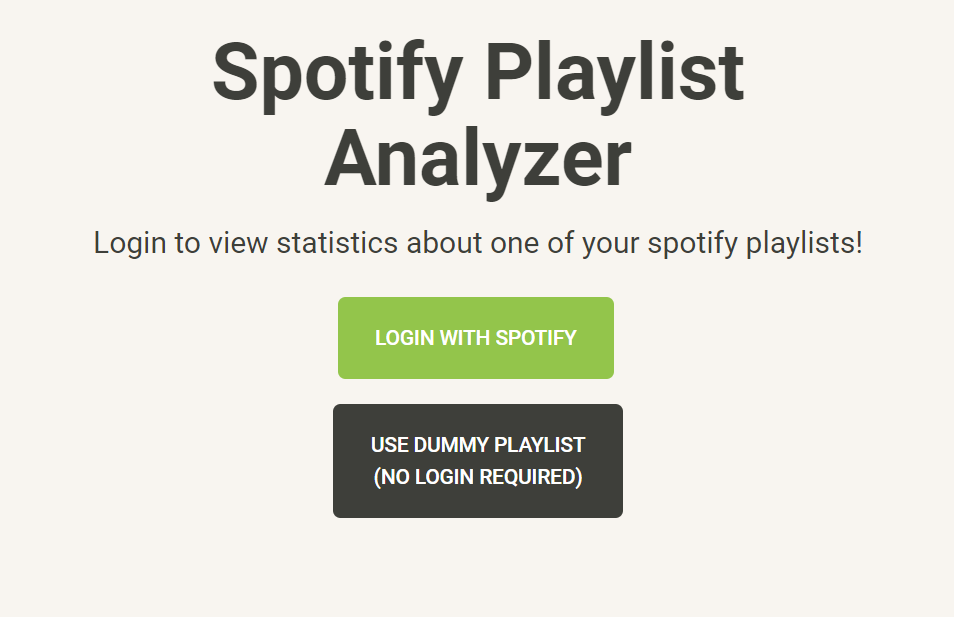 Spotify Playlist
Analyzer
Login to view statistics about one of your spotify playlists!
LOGIN WITH SPOTIFY
USE DUMMY PLAYLIST
(NO LOGIN REQUIRED)